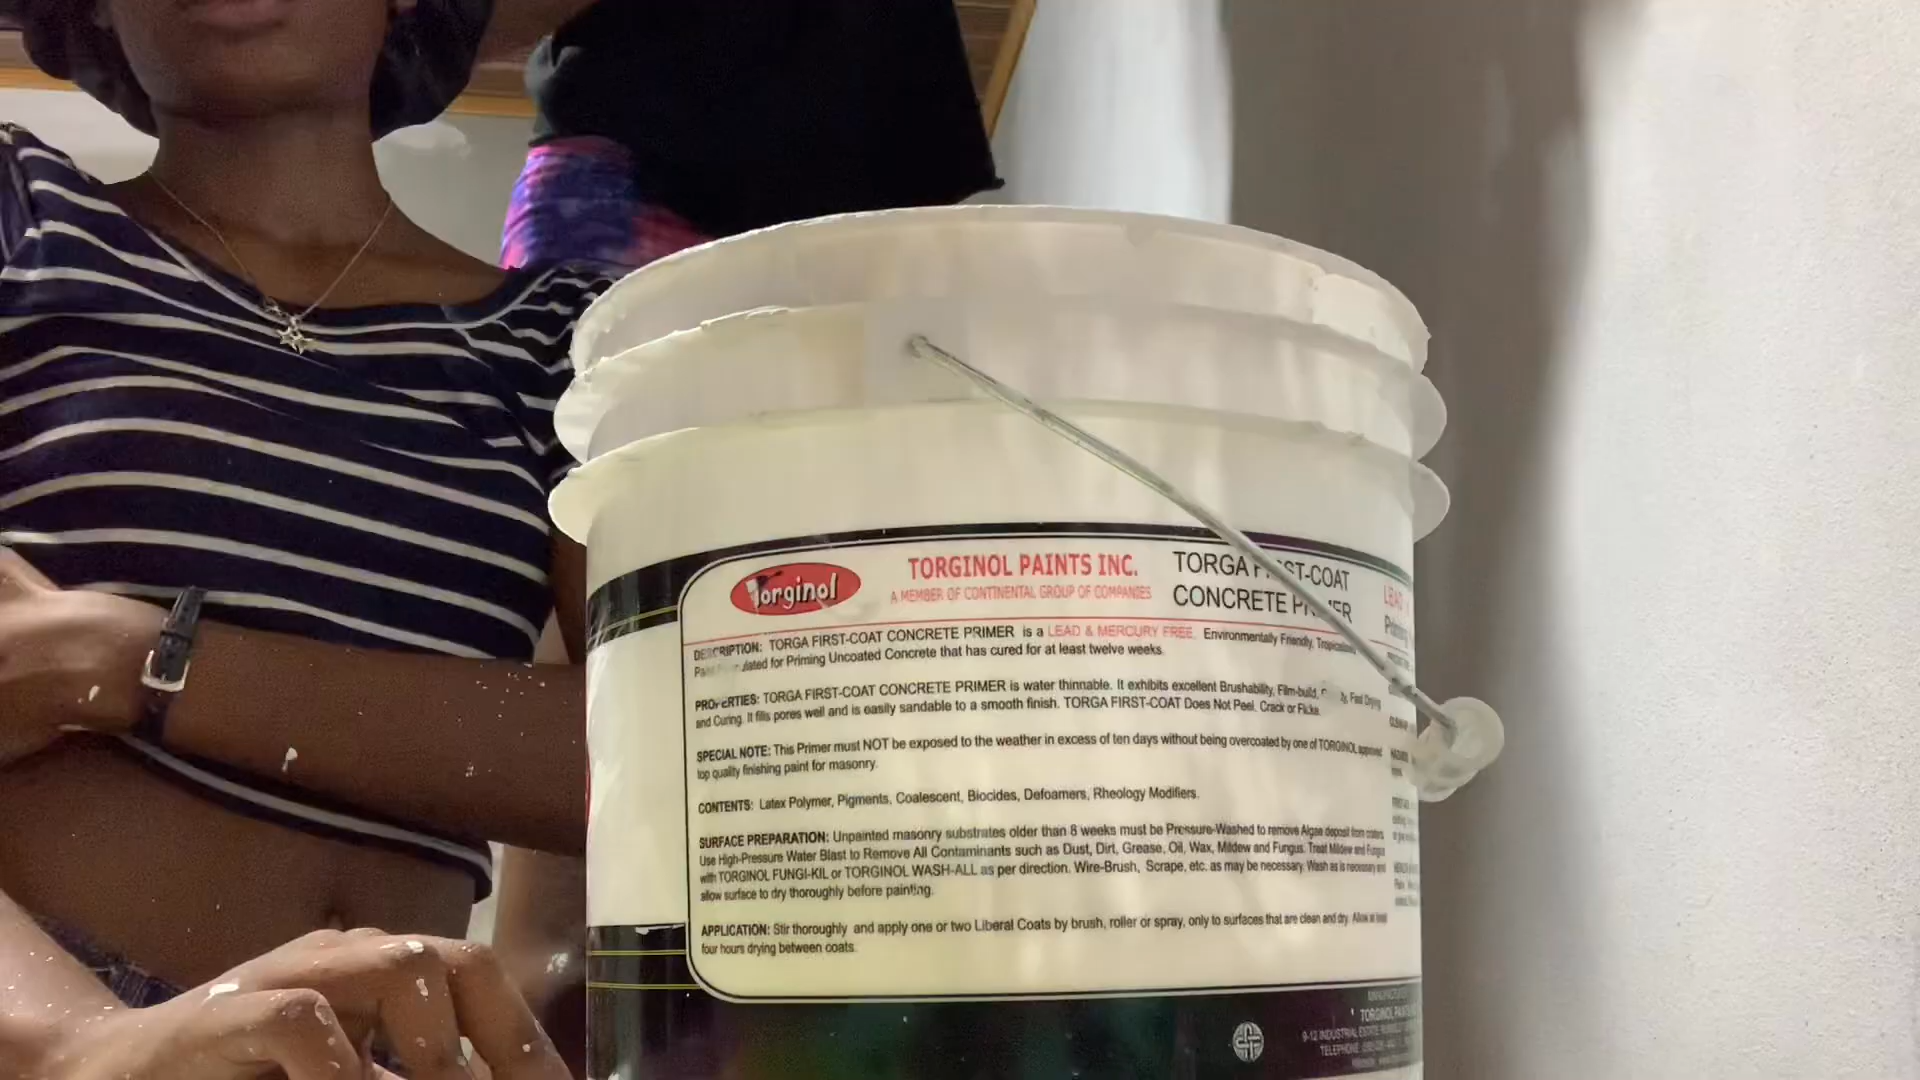 Torginol
TORGINOL PAINTS INC.
A MEMBER OF CONTINENTAL GROUP OF COMPANIES
TORGA FIRST-COAT
CONCRETE PRIMER
DESCRIPTION: TORGA FIRST-COAT CONCRETE PRIMER is a LEAD & MERCURY FREE, Environmentally Friendly,
for Priming Uncoated Concrete that has cured for at least twelve weeks.
PROPERTIES: TORGA FIRST-COAT CONCRETE PRIMER is water thinnable. It exhibits excellent Brushability, Film-build, Fast Drying
and Curing. It fills pores well and is easily sandable to a smooth finish. TORGA FIRST-COAT Does Not Peel, Crack or Flake.
SPECIAL NOTE: This Primer must NOT be exposed to the weather in excess of ten days without being overcoated by one of TORGINOL approved
top quality finishing paint for masonry.
CONTENTS: Latex Polymer, Pigments, Coalescent, Biocides, Defoamers, Rheology Modifiers.
SURFACE PREPARATION: Unpainted masonry substrates older than 8 weeks must be Pressure-Washed to remove Algae deposit from
Use High-Pressure Water Blast to Remove All Contaminants such as Dust, Dirt, Grease, Oil, Wax, Mildew and Fungus. Treat Mildew and Fungus
with TORGINOL FUNGI-KIL or TORGINOL WASH-ALL as per direction. Wire-Brush, Scrape, etc. as may be necessary. Wash as is necessary and
allow surface to dry thoroughly before painting.
APPLICATION: Stir thoroughly and apply one or two Liberal Coats by brush, roller or spray, only to surfaces that are clean and dry. Allow at least
four hours drying between coats.
TORGINOL
9-12 INDUSTRIAL ESTATE
TELEPHONE